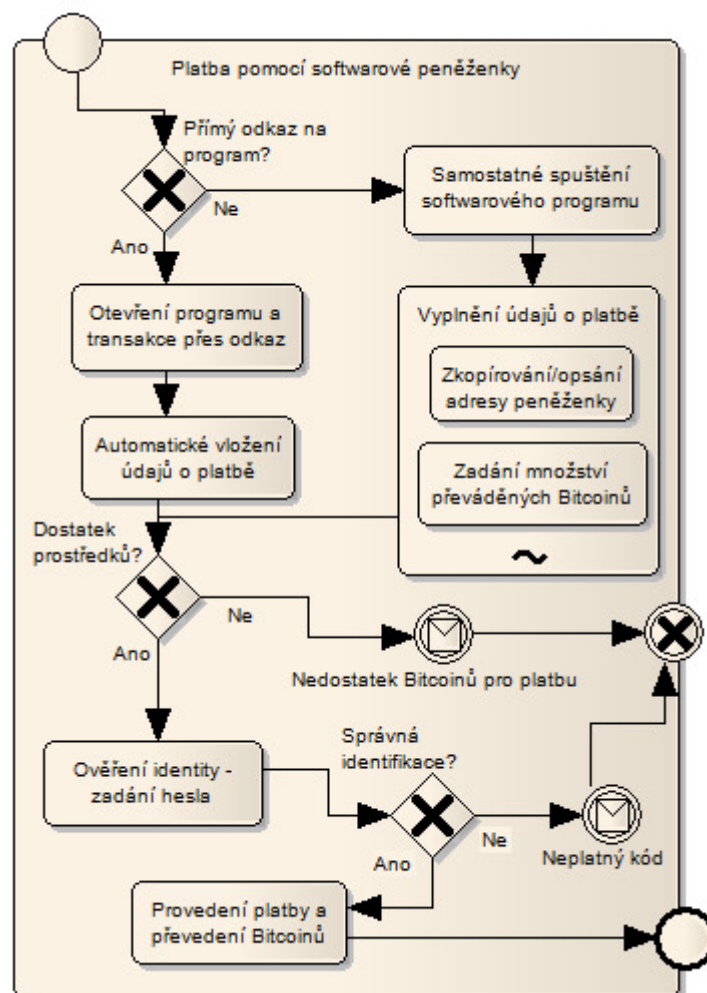 Platba pomocí softwarové peněženky
Přímý odkaz na
program?
Ne
Ano
Samostatné spuštění
softwarového programu
Otevření programu a
transakce přes odkaz
Vyplnění údajů o platbě
Zkopírování/opsání
adresy peněženky
Automatické vložení
údajů o platbě
Zadání množství
převáděných Bitcoinů
Dostatek
prostředků?
Ne
Ano
Nedostatek Bitcoinů pro platbu
Ověření identity -
zadání hesla
Správná
identifikace?
Ne
Ano
Neplatný kód
Provedení platby a
převedení Bitcoinů